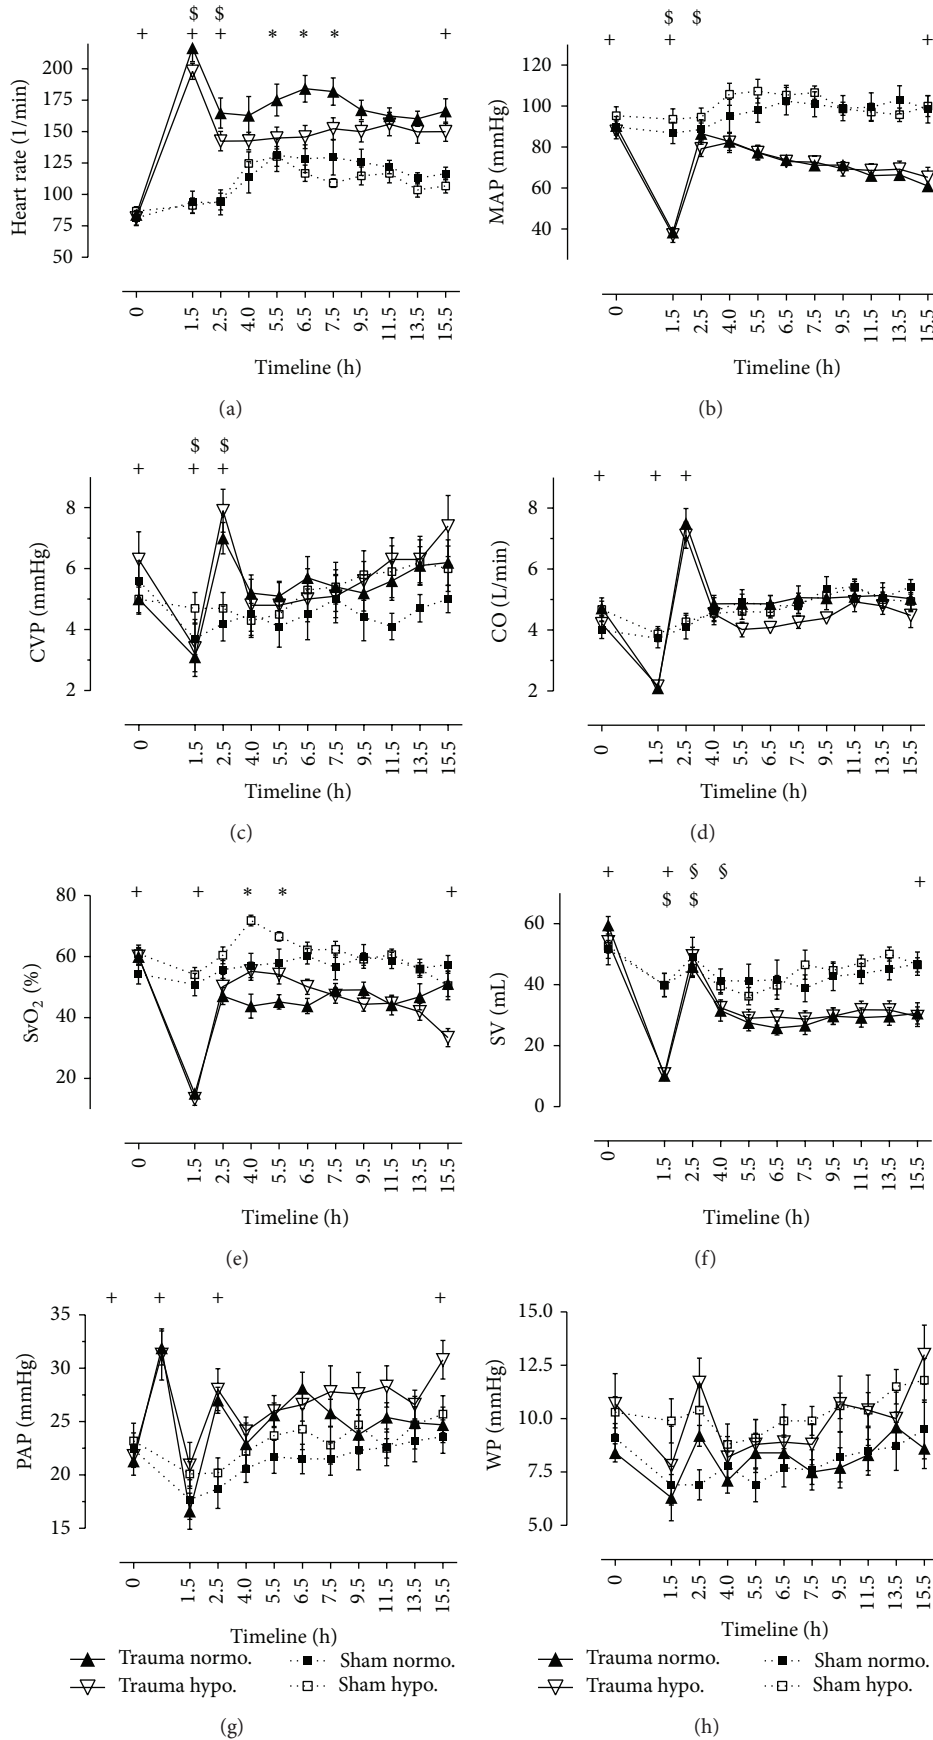 $ $
+ + + * * * +
200
175
150
125
100
75
50
Heart rate (1/min)
0 1.5 2.5 4.0 5.5 6.5 7.5 9.5 11.5 13.5 15.5
Timeline (h)
(a)
$ $
+ + +
120
100
80
60
40
MAP (mmHg)
0 1.5 2.5 4.0 5.5 6.5 7.5 9.5 11.5 13.5 15.5
Timeline (h)
(b)
$ $
+ + +
8
6
4
2
CVP (mmHg)
0 1.5 2.5 4.0 5.5 6.5 7.5 9.5 11.5 13.5 15.5
Timeline (h)
(c)
+ + +
8
6
4
2
CO (L/min)
0 1.5 2.5 4.0 5.5 6.5 7.5 9.5 11.5 13.5 15.5
Timeline (h)
(d)
+ + * * +
80
60
40
20
SvO₂ (%)
0 1.5 2.5 4.0 5.5 6.5 7.5 9.5 11.5 13.5 15.5
Timeline (h)
(e)
+ + § § +
$ $
60
40
20
0
SV (mL)
0 1.5 2.5 4.0 5.5 6.5 7.5 9.5 11.5 13.5 15.5
Timeline (h)
(f)
+ + + +
35
30
25
20
15
PAP (mmHg)
0 1.5 2.5 4.0 5.5 6.5 7.5 9.5 11.5 13.5 15.5
Timeline (h)
Trauma normo. Sham normo.
Trauma hypo. Sham hypo.
(g)
15.0
12.5
10.0
7.5
5.0
WP (mmHg)
0 1.5 2.5 4.0 5.5 6.5 7.5 9.5 11.5 13.5 15.5
Timeline (h)
Trauma normo. Sham normo.
Trauma hypo. Sham hypo.
(h)